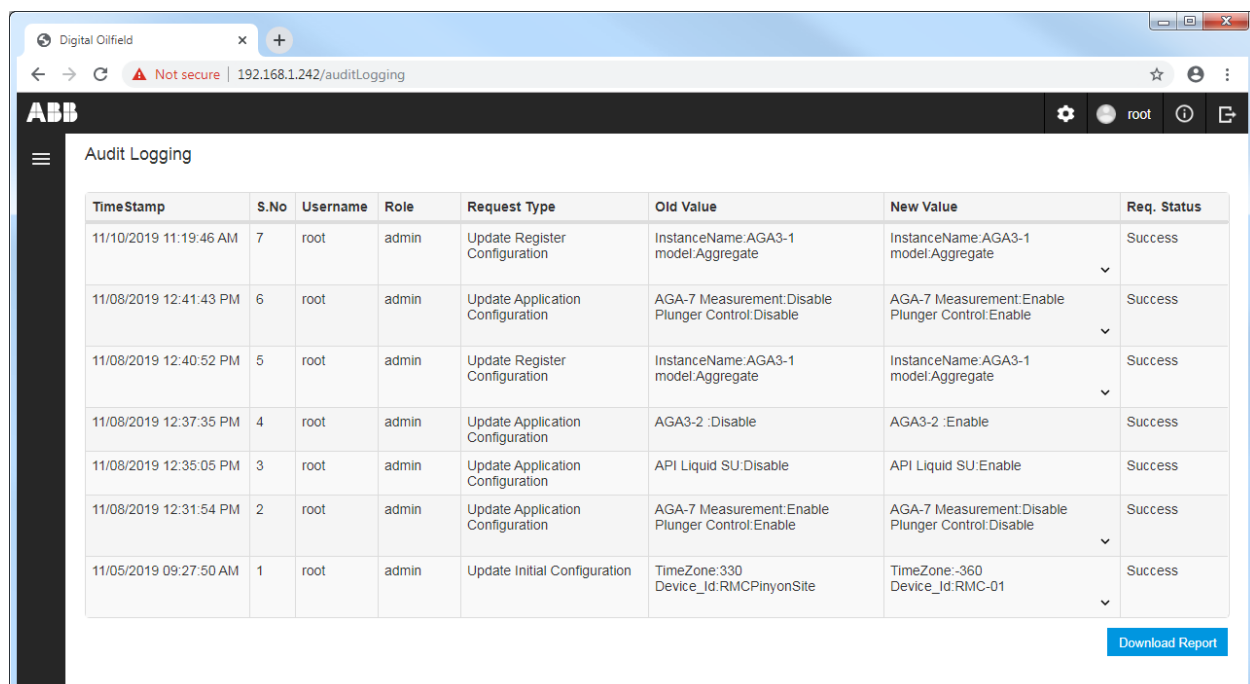 Digital Oilfield
Not secure | 192.168.1.242/auditLogging
ABB
root
Audit Logging
TimeStamp S.No Username Role Request Type Old Value New Value Req. Status
11/10/2019 11:19:46 AM 7 root admin Update Register InstanceName:AGA3-1 InstanceName:AGA3-1 Success
Configuration model:Aggregate model:Aggregate
11/08/2019 12:41:43 PM 6 root admin Update Application AGA-7 Measurement:Disable AGA-7 Measurement:Enable Success
Configuration Plunger Control:Disable Plunger Control:Enable
11/08/2019 12:40:52 PM 5 root admin Update Register InstanceName:AGA3-1 InstanceName:AGA3-1 Success
Configuration model:Aggregate model:Aggregate
11/08/2019 12:37:35 PM 4 root admin Update Application AGA3-2 :Disable AGA3-2 :Enable Success
Configuration
11/08/2019 12:35:05 PM 3 root admin Update Application API Liquid SU:Disable API Liquid SU:Enable Success
Configuration
11/08/2019 12:31:54 PM 2 root admin Update Application AGA-7 Measurement:Enable AGA-7 Measurement:Disable Success
Configuration Plunger Control:Enable Plunger Control:Disable
11/05/2019 09:27:50 AM 1 root admin Update Initial Configuration TimeZone:330 TimeZone:-360 Success
Device_Id:RMCPinyonSite Device_Id:RMC-01
Download Report